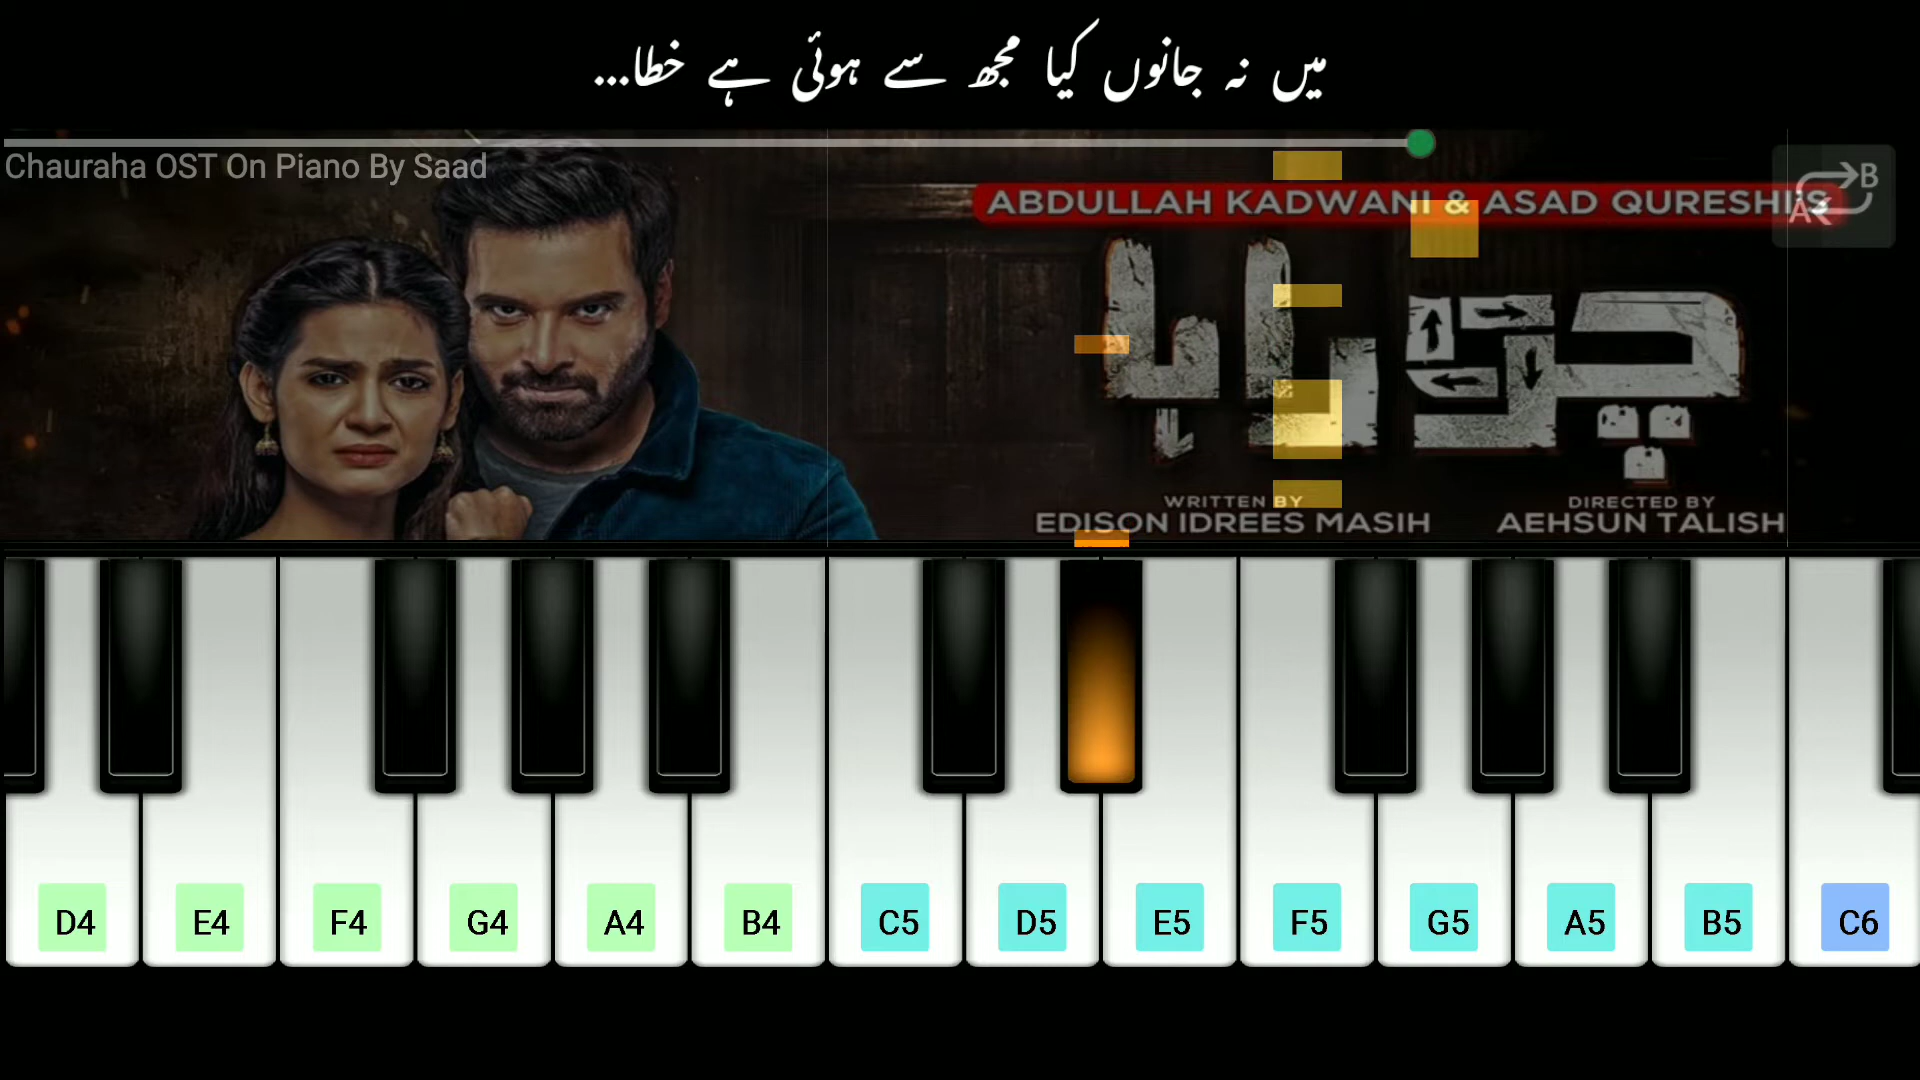 میں نہ جانوں کیا مجھ سے ہوئی ہے خطا...
Chauraha OST On Piano By Saad
B
A
ABDULLAH KADWANI & ASAD QURESHI'S
چوراہا
WRITTEN BY
EDISON IDREES MASIH
DIRECTED BY
AEHSUN TALISH
D4 E4 F4 G4 A4 B4 C5 D5 E5 F5 G5 A5 B5 C6